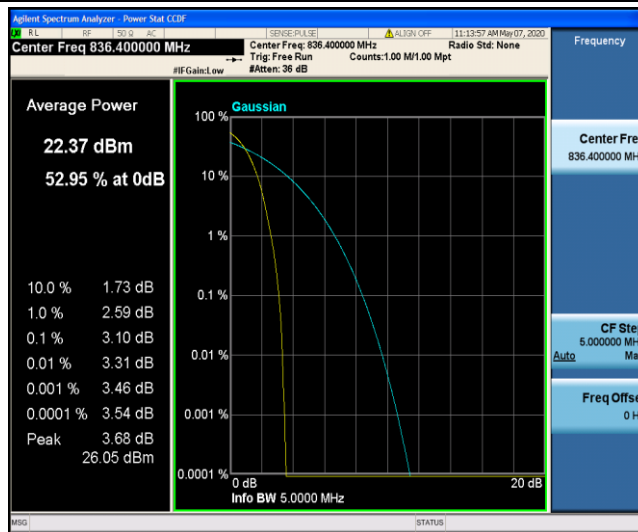 Agilent Spectrum Analyzer - Power Stat CCDF
RL RF 50 Ω AC SENSE:PULSE ALIGN OFF 11:13:57 AM May 07, 2020
Center Freq 836.400000 MHz
Center Freq: 836.400000 MHz Radio Std: None
Trig: Free Run Counts:1.00 M/1.00 Mpt
#IFGain:Low #Atten: 36 dB
Frequency
Average Power
22.37 dBm
52.95 % at 0dB
10.0 % 1.73 dB
1.0 % 2.59 dB
0.1 % 3.10 dB
0.01 % 3.31 dB
0.001 % 3.46 dB
0.0001 % 3.54 dB
Peak 3.68 dB
26.05 dBm
Gaussian
100 %
10 %
1 %
0.1 %
0.01 %
0.001 %
0.0001 %
0 dB 20 dB
Info BW 5.0000 MHz
Center Fre
836.400000 MH
CF Ste
5.000000 MH
Auto Ma
Freq Offse
0 H
MSG STATUS